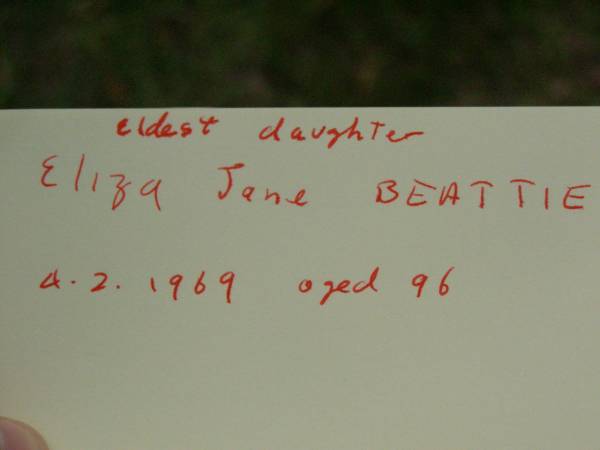 eldest daughter
Eliza Jane BEATTIE
4.2.1969 aged 96